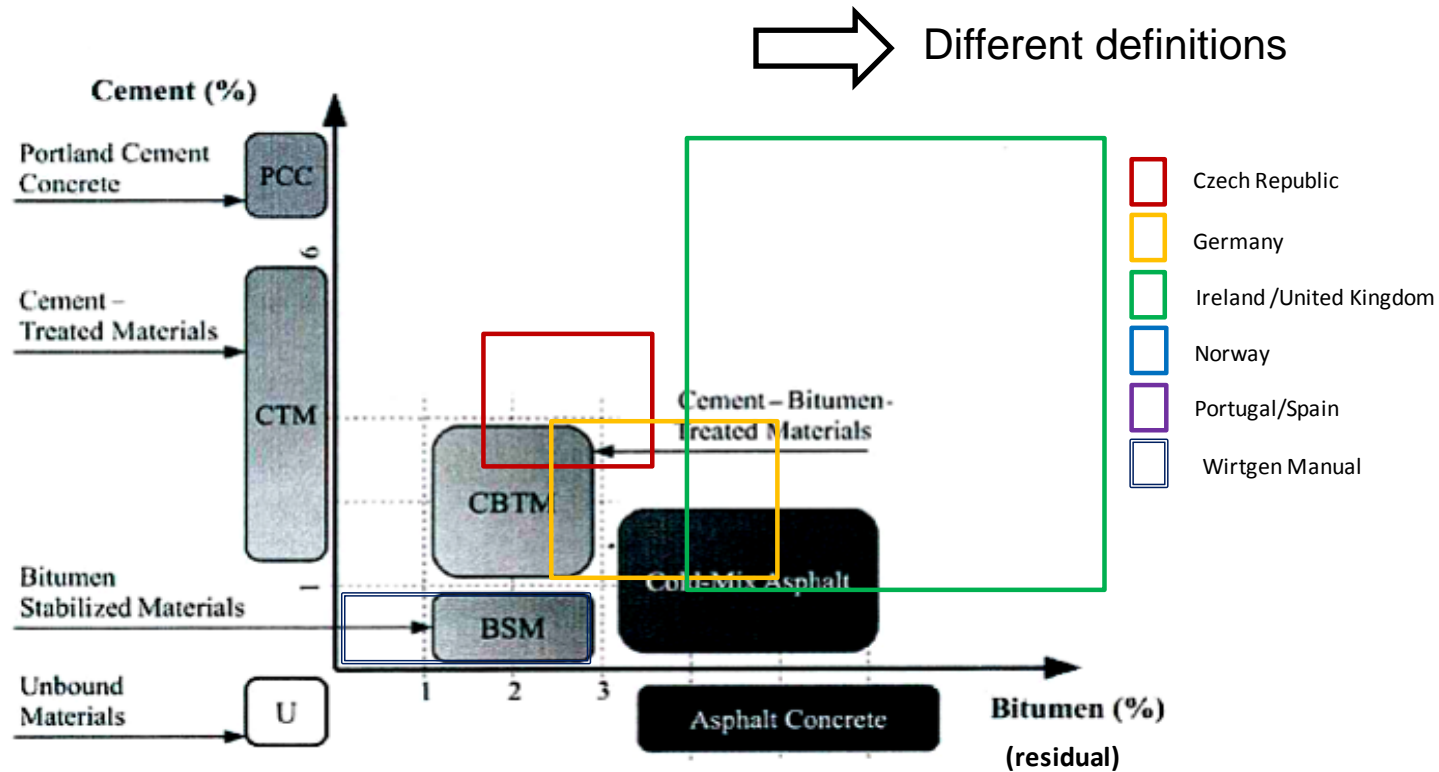 Different definitions
Cement (%)
Portland Cement
Concrete
PCC
6
Cement –
Treated Materials
CTM
Cement – Bitumen-
Treated Materials
CBTM
Cold-Mix Asphalt
Bitumen
Stabilized Materials
1
BSM
Unbound
Materials
U
1
2
3
Asphalt Concrete
Bitumen (%)
(residual)
Czech Republic
Germany
Ireland /United Kingdom
Norway
Portugal/Spain
Wirtgen Manual